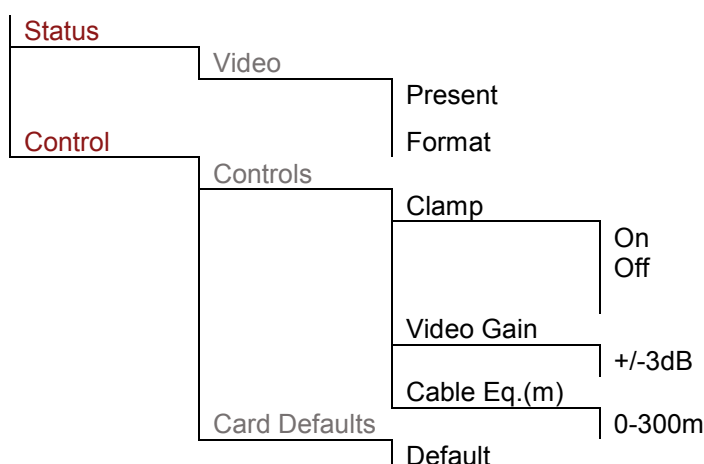 Status
Video
Present
Control
Format
Controls
Clamp
On
Off
Video Gain
+/-3dB
Cable Eq.(m)
Card Defaults
0-300m
Default